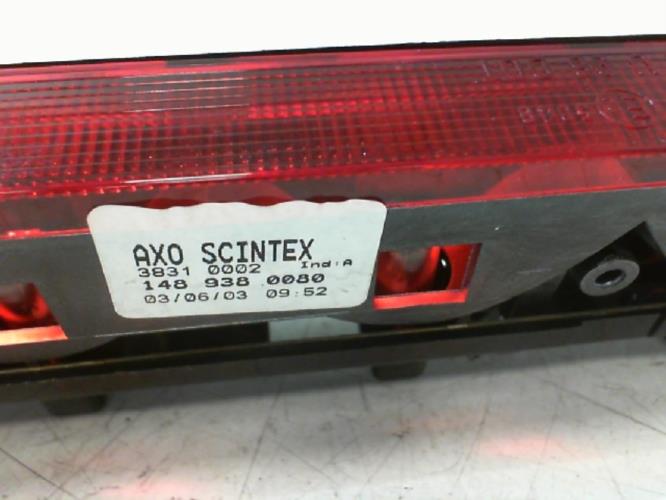 AXO SCINTEX
3831 0002 Ind:A
148 938 0080
03/06/03 09:52